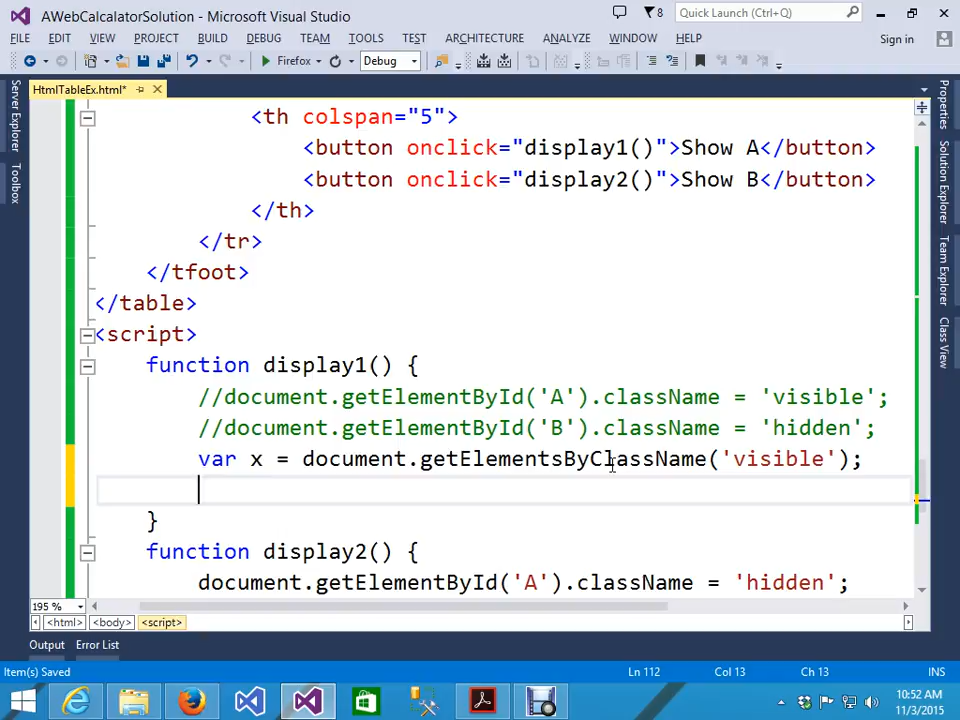 AWebCalcalatorSolution - Microsoft Visual Studio
8
Quick Launch (Ctrl+Q)
FILE EDIT VIEW PROJECT BUILD DEBUG TEAM TOOLS TEST ARCHITECTURE ANALYZE WINDOW HELP Sign in
Firefox Debug
HtmlTableEx.html*
Server Explorer
Toolbox
Properties
Solution Explorer
Team Explorer
Class View
<th colspan="5">
<button onclick="display1()">Show A</button>
<button onclick="display2()">Show B</button>
</th>
</tr>
</tfoot>
</table>
<script>
function display1() {
//document.getElementById('A').className = 'visible';
//document.getElementById('B').className = 'hidden';
var x = document.getElementsByClassName('visible');
}
function display2() {
document.getElementById('A').className = 'hidden';
195 %
<html> <body> <script>
Output Error List
Item(s) Saved Ln 112 Col 13 Ch 13 INS
10:52 AM
11/3/2015